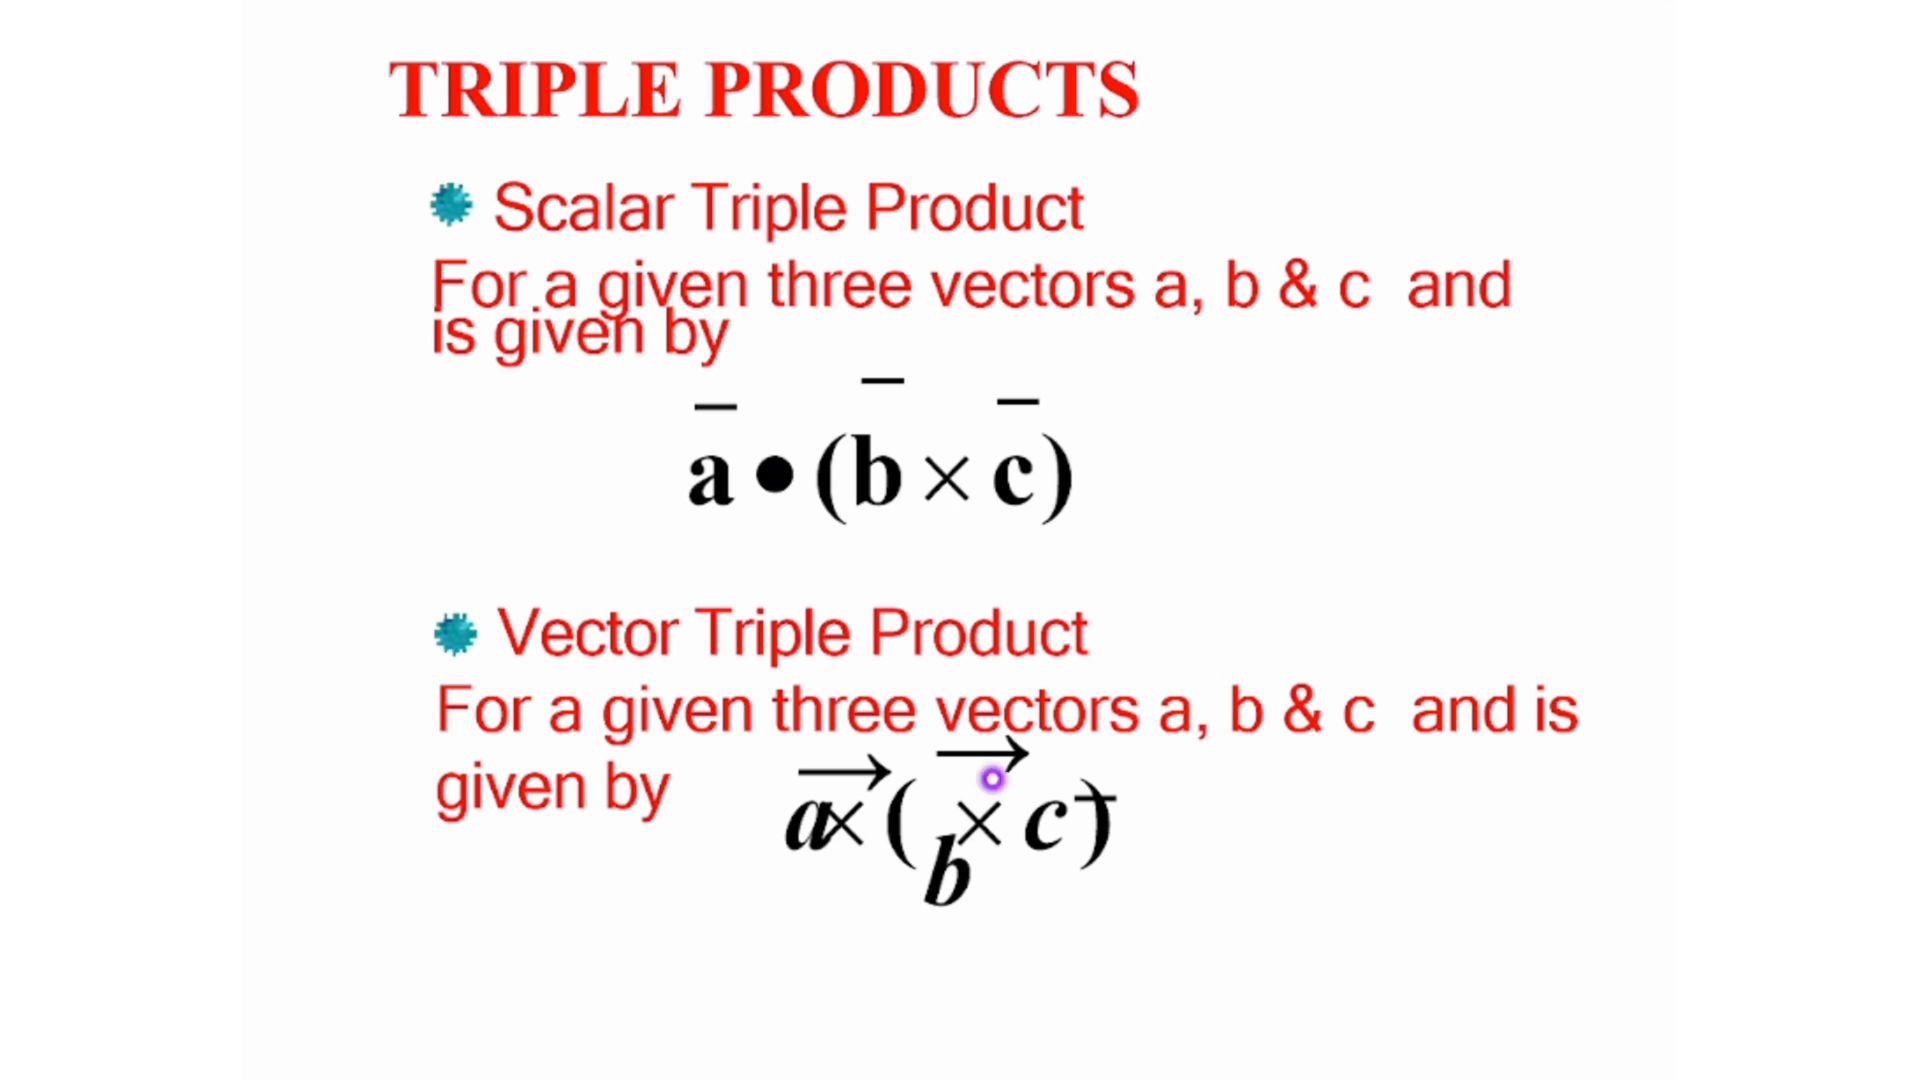 TRIPLE PRODUCTS
Scalar Triple Product
For a given three vectors a, b & c and
is given by
a̅ • (b̅ × c̅)
Vector Triple Product
For a given three vectors a, b & c and is
given by a⃗ × (b⃗ × c̅)